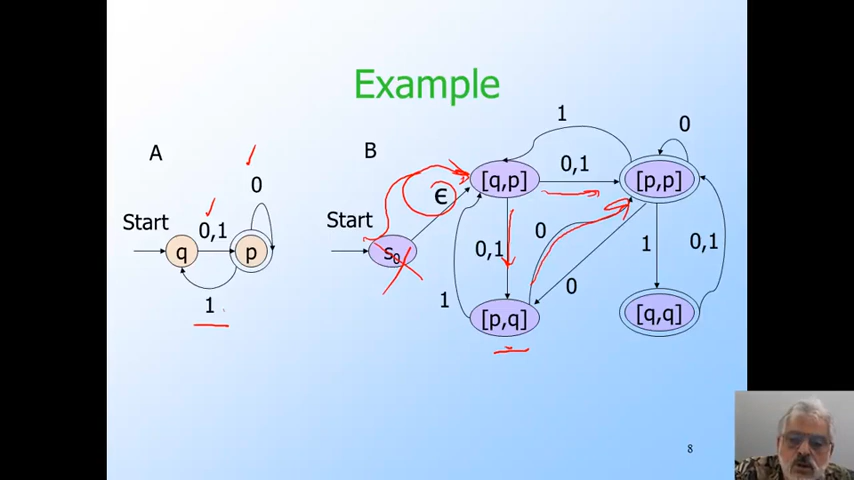 Example
A
B
1
0
0
0,1
[q,p]
[p,p]
ϵ
Start
0,1
Start
q
p
s0
0,1
0
1
0,1
1
1
0
[p,q]
[q,q]
8